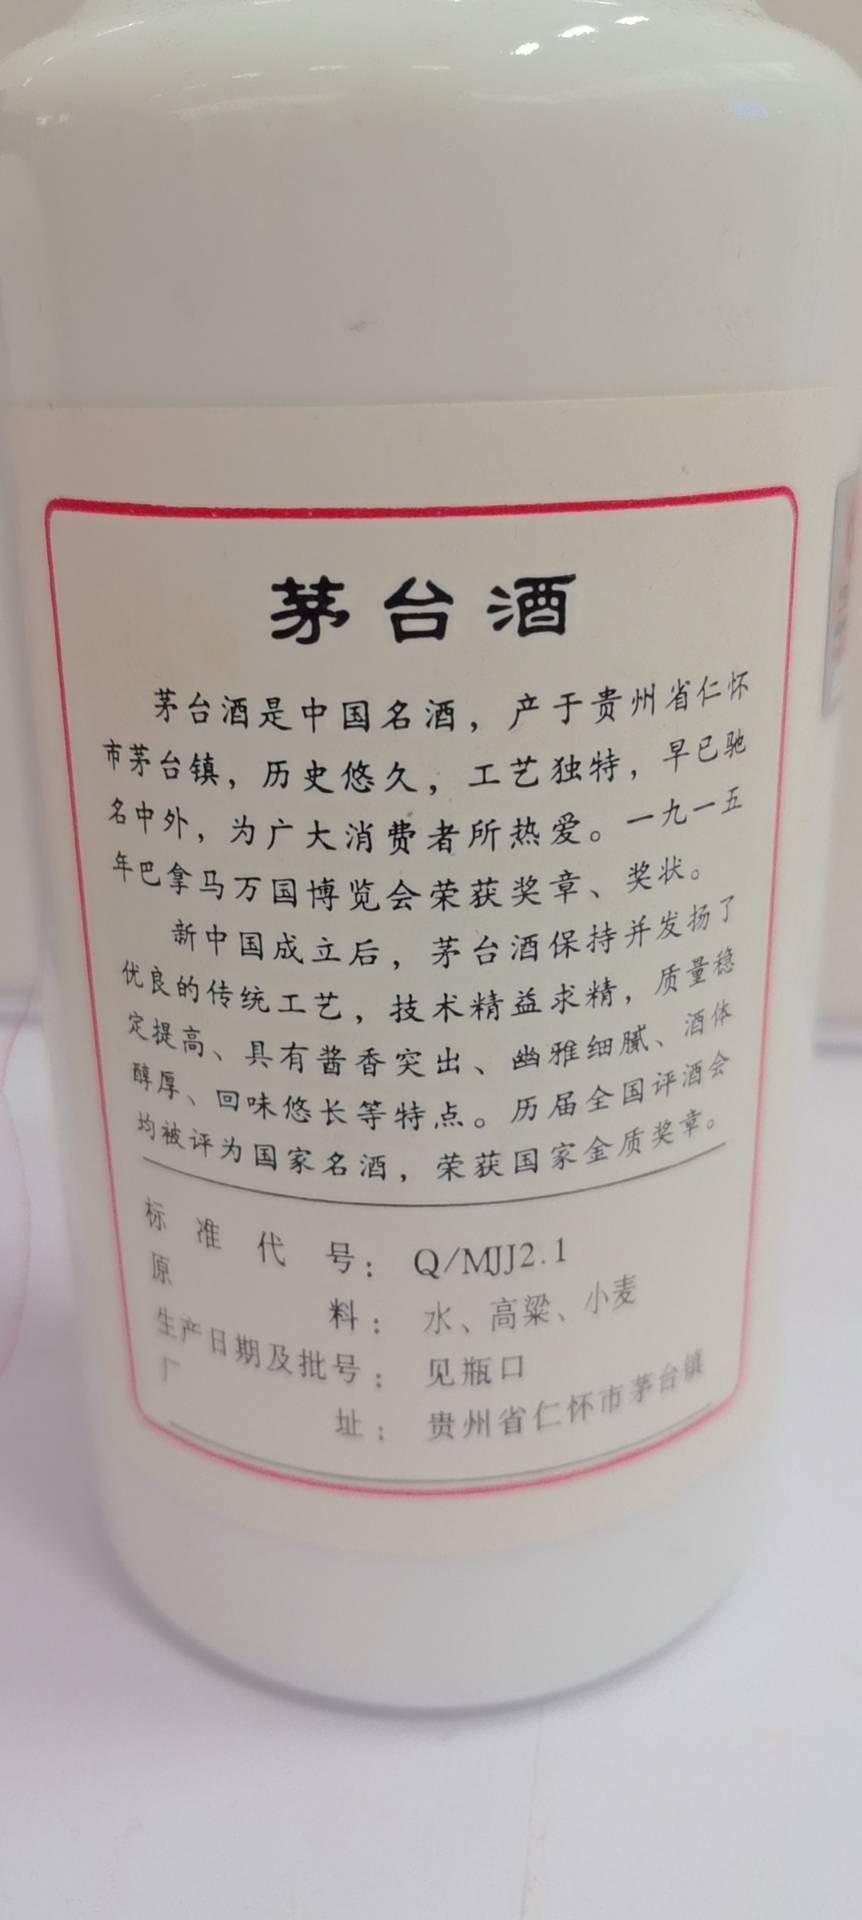 茅台酒
茅台酒是中国名酒，产于贵州省仁怀
市茅台镇，历史悠久，工艺独特，早已驰
名中外，为广大消费者所热爱。一九一五
年巴拿马万国博览会荣获奖章、奖状。
新中国成立后，茅台酒保持并发扬了
优良的传统工艺，技术精益求精，质量稳
定提高、具有酱香突出、幽雅细腻、酒体
醇厚、回味悠长等特点。历届全国评酒会
均被评为国家名酒，荣获国家金质奖章。
标准代号：Q/MJJ2.1
原料：水、高粱、小麦
生产日期及批号：见瓶口
厂址：贵州省仁怀市茅台镇